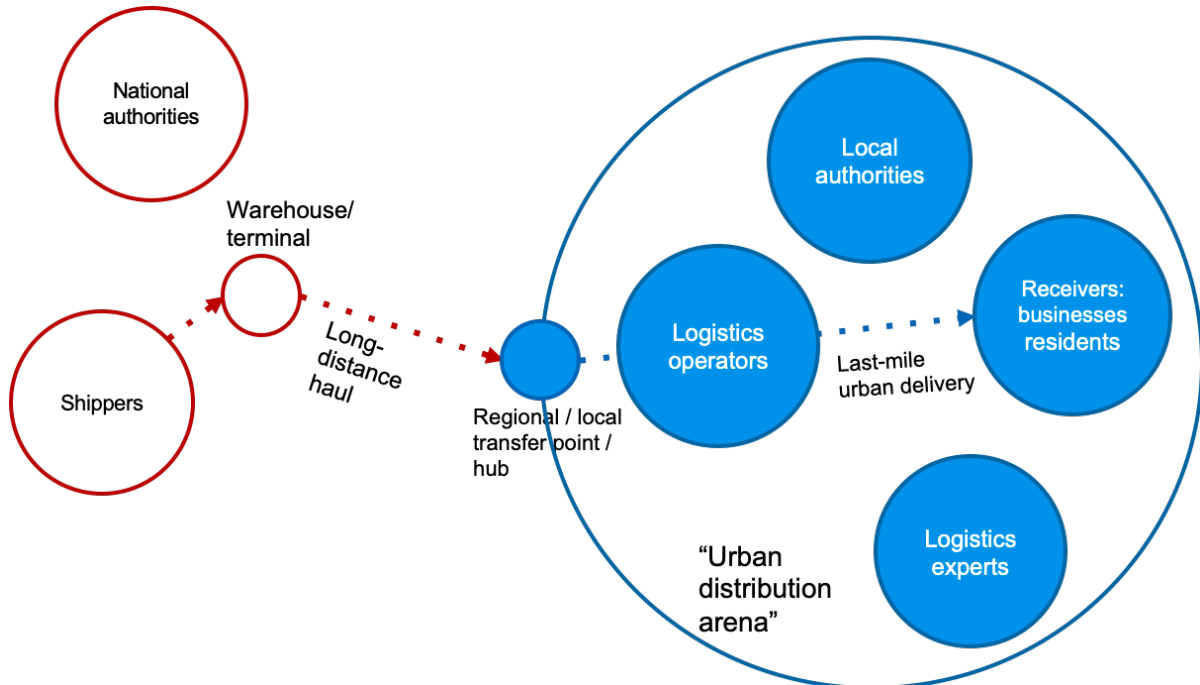 National
authorities
Warehouse/
terminal
Shippers
Long-
distance
haul
Regional / local
transfer point /
hub
Local
authorities
Logistics
operators
Last-mile
urban delivery
Receivers:
businesses
residents
Logistics
experts
“Urban
distribution
arena”